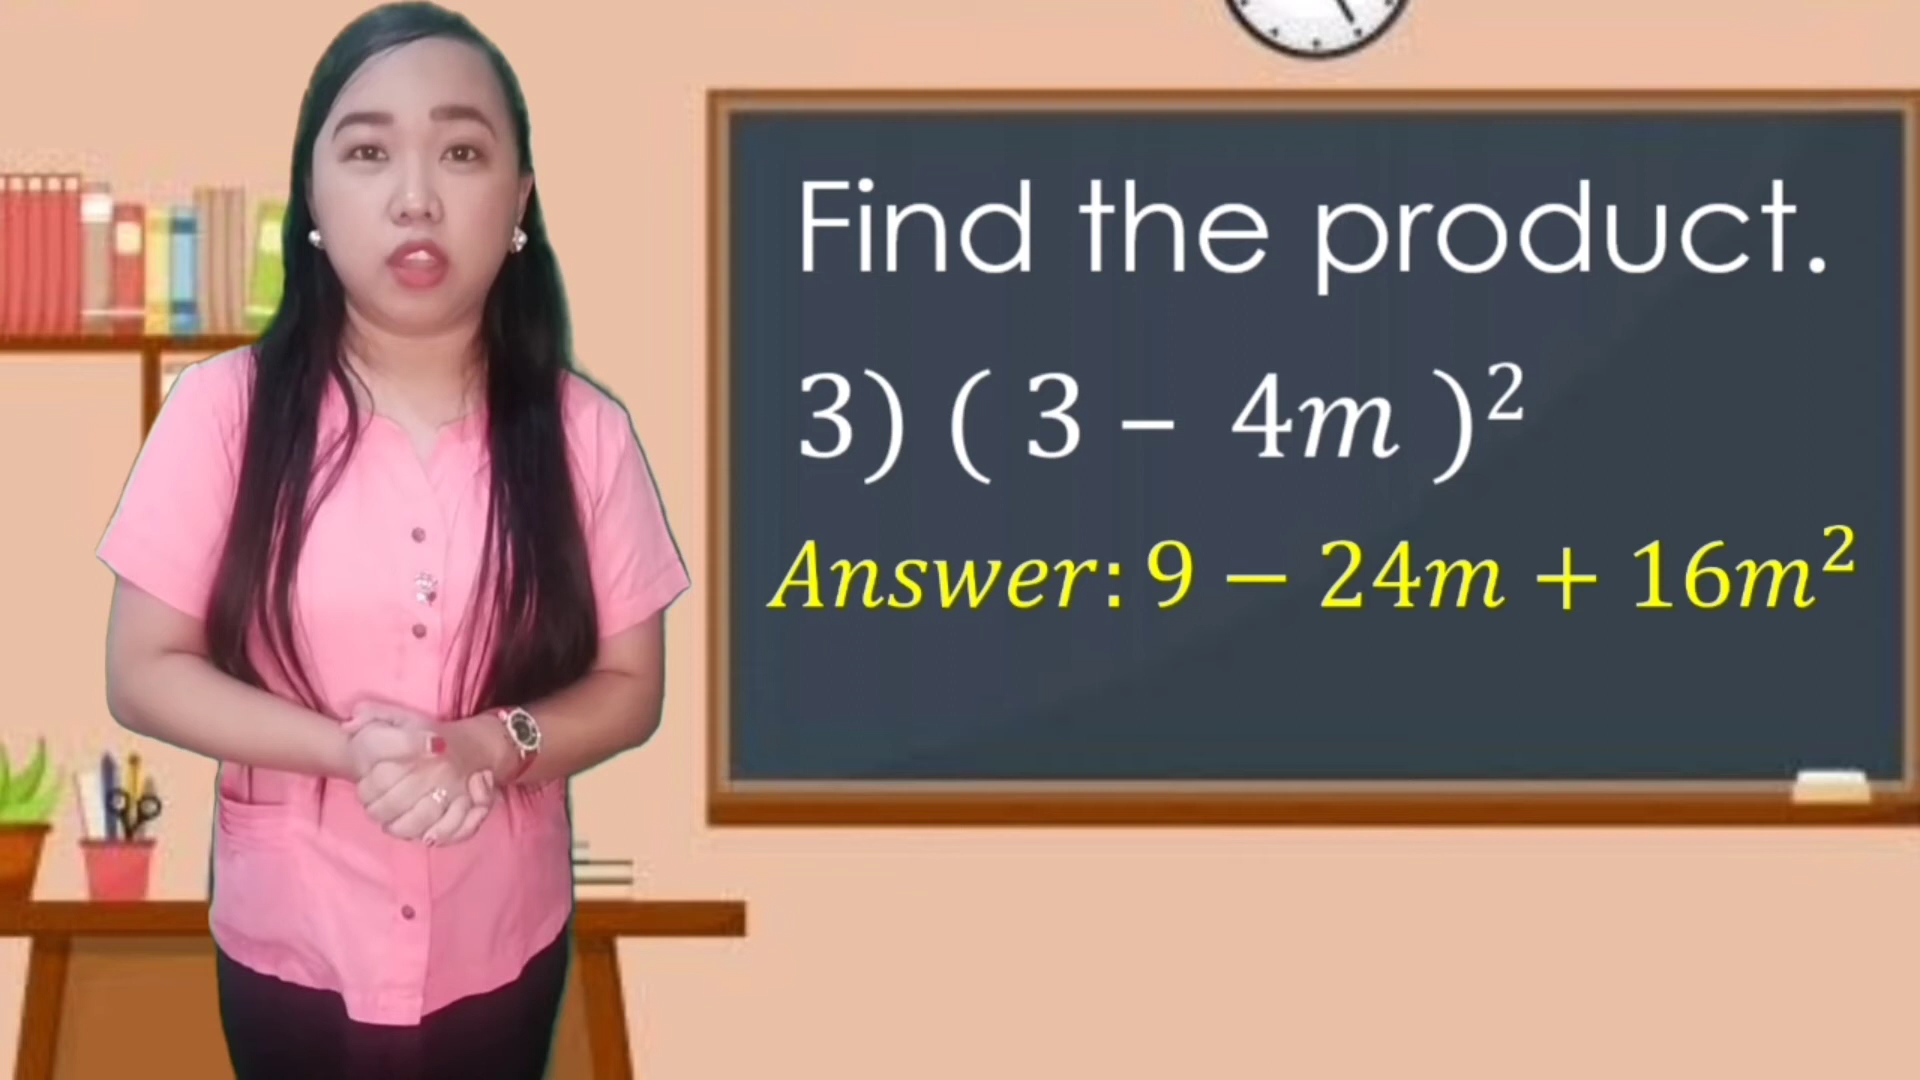 Find the product.
3) ( 3 – 4m )²
Answer: 9 − 24m + 16m²